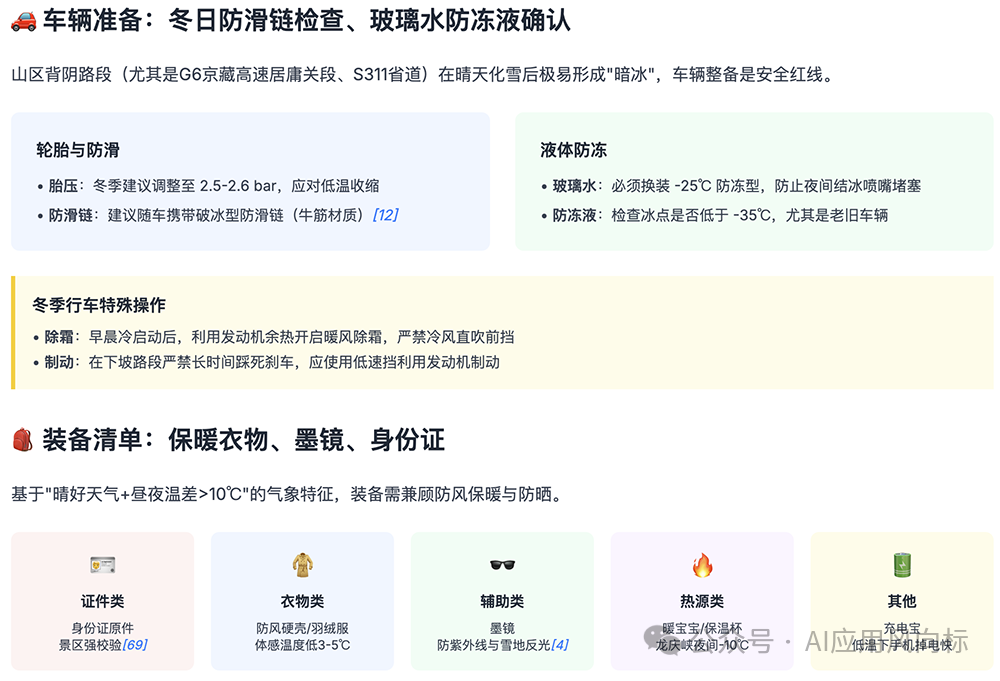 车辆准备：冬日防滑链检查、玻璃水防冻液确认
山区背阴路段（尤其是G6京藏高速居庸关段、S311省道）在晴天化雪后极易形成"暗冰"，车辆整备是安全红线。
轮胎与防滑
• 胎压：冬季建议调整至 2.5-2.6 bar，应对低温收缩
• 防滑链：建议随车携带破冰型防滑链（牛筋材质）[12]
液体防冻
• 玻璃水：必须换装 -25℃ 防冻型，防止夜间结冰喷嘴堵塞
• 防冻液：检查冰点是否低于 -35℃，尤其是老旧车辆
冬季行车特殊操作
• 除霜：早晨冷启动后，利用发动机余热开启暖风除霜，严禁冷风直吹前挡
• 制动：在下坡路段严禁长时间踩死刹车，应使用低速挡利用发动机制动
装备清单：保暖衣物、墨镜、身份证
基于"晴好天气+昼夜温差>10℃"的气象特征，装备需兼顾防风保暖与防晒。
证件类
身份证原件
景区强校验[69]
衣物类
防风硬壳/羽绒服
体感温度低3-5℃
辅助类
墨镜
防紫外线与雪地反光[4]
热源类
暖宝宝/保温杯
龙庆峡夜间-10℃
其他
充电宝
低温下手机掉电快
公众号 · AI应用风向标